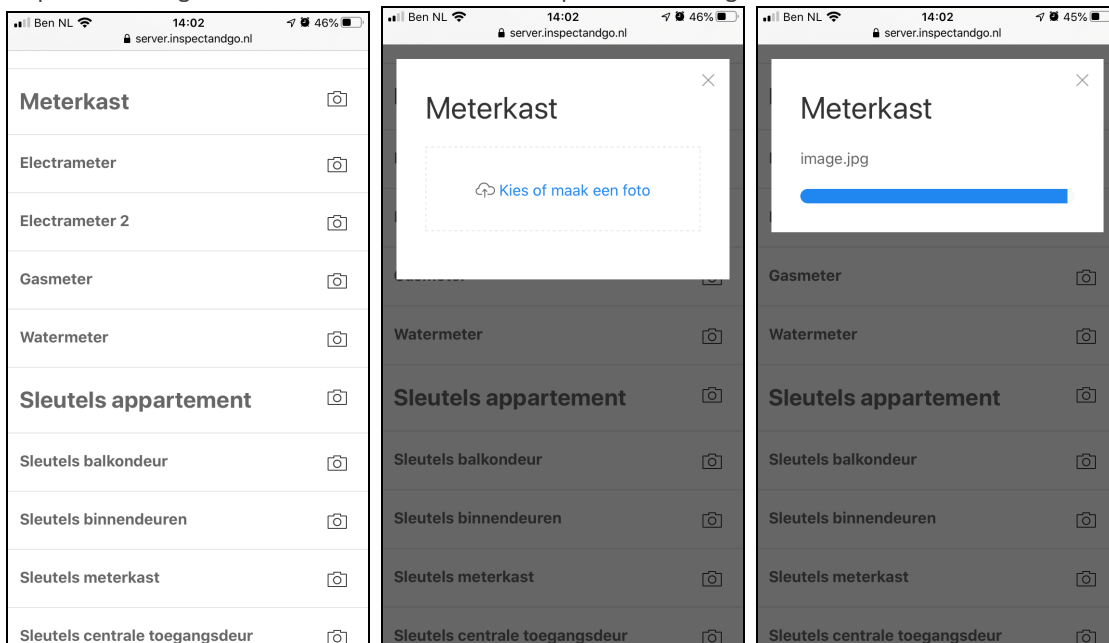 Ben NL 14:02 46%
server.inspectandgo.nl
Meterkast
Electrameter
Electrameter 2
Gasmeter
Watermeter
Sleutels appartement
Sleutels balkondeur
Sleutels binnendeuren
Sleutels meterkast
Sleutels centrale toegangsdeur
Ben NL 14:02 46%
server.inspectandgo.nl
Meterkast
Kies of maak een foto
Watermeter
Sleutels appartement
Sleutels balkondeur
Sleutels binnendeuren
Sleutels meterkast
Sleutels centrale toegangsdeur
Ben NL 14:02 45%
server.inspectandgo.nl
Meterkast
image.jpg
Gasmeter
Watermeter
Sleutels appartement
Sleutels balkondeur
Sleutels binnendeuren
Sleutels meterkast
Sleutels centrale toegangsdeur